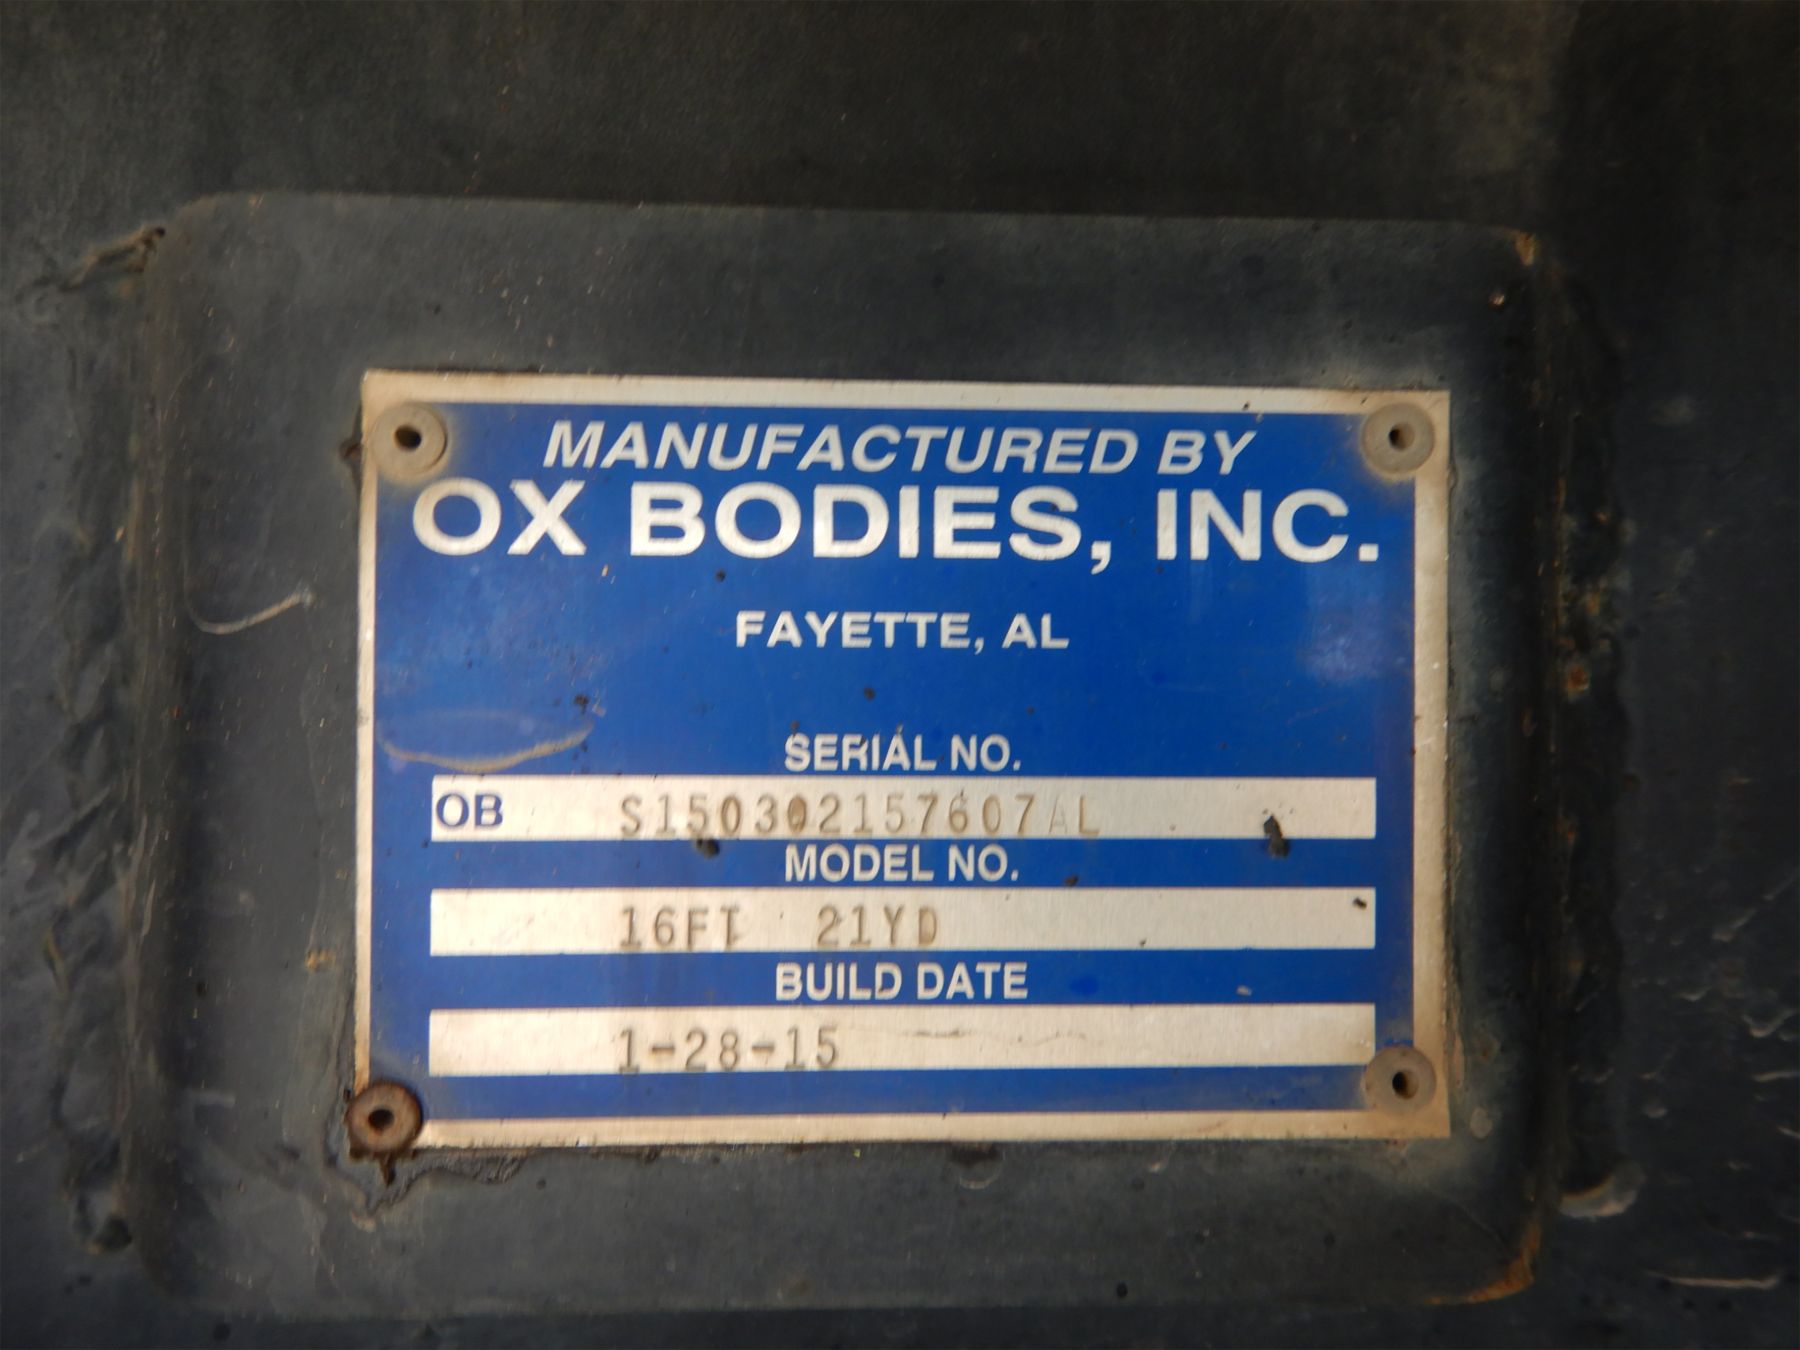 MANUFACTURED BY
OX BODIES, INC.
FAYETTE, AL
SERIAL NO.
OB S150302157607AL
MODEL NO.
16FT 21YD
BUILD DATE
1-28-15